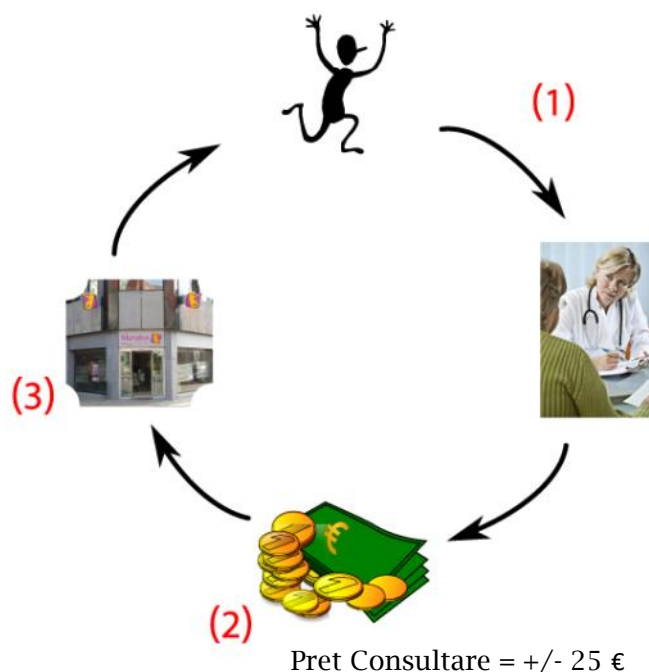 (1)
(3)
(2)
Pret Consultare = +/- 25 €